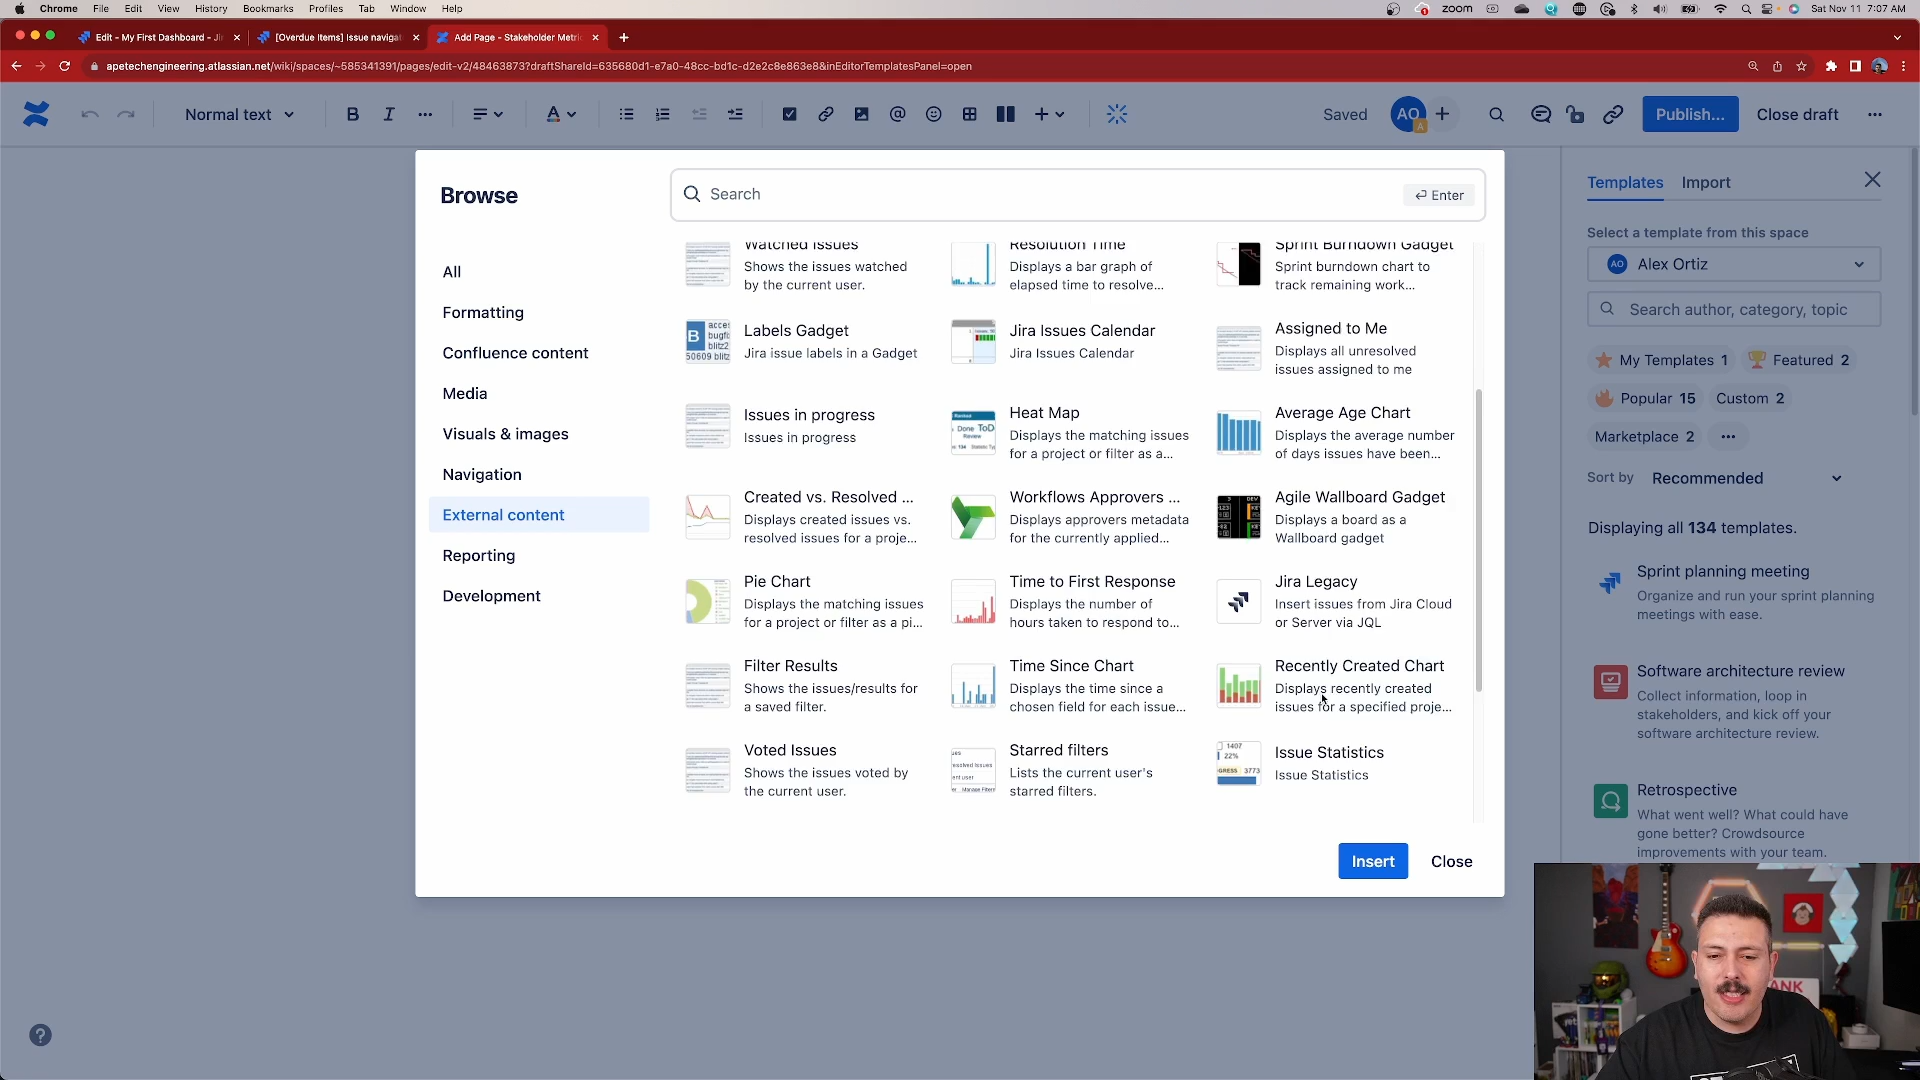 Chrome File Edit View History Bookmarks Profiles Tab Window Help
zoom Sat Nov 11 7:07 AM
Edit - My First Dashboard - Ji
[Overdue Items] Issue navigat
Add Page - Stakeholder Metric
apetechengineering.atlassian.net/wiki/spaces/~585341391/pages/edit-v2/48463873?draftShareId=635680d1-e7a0-48cc-bd1c-d2e2c8e863e8&inEditorTemplatesPanel=open
Normal text
B I
A
Saved
AO
A
Publish...
Close draft
Browse
Search
Enter
All
Formatting
Confluence content
Media
Visuals & images
Navigation
External content
Reporting
Development
Watched Issues
Shows the issues watched
by the current user.
Resolution Time
Displays a bar graph of
elapsed time to resolve...
Sprint Burndown Gadget
Sprint burndown chart to
track remaining work...
Labels Gadget
Jira issue labels in a Gadget
Jira Issues Calendar
Jira Issues Calendar
Assigned to Me
Displays all unresolved
issues assigned to me
Issues in progress
Issues in progress
Heat Map
Displays the matching issues
for a project or filter as a...
Average Age Chart
Displays the average number
of days issues have been...
Created vs. Resolved ...
Displays created issues vs.
resolved issues for a proje...
Workflows Approvers ...
Displays approvers metadata
for the currently applied...
Agile Wallboard Gadget
Displays a board as a
Wallboard gadget
Pie Chart
Displays the matching issues
for a project or filter as a pi...
Time to First Response
Displays the number of
hours taken to respond to...
Jira Legacy
Insert issues from Jira Cloud
or Server via JQL
Filter Results
Shows the issues/results for
a saved filter.
Time Since Chart
Displays the time since a
chosen field for each issue...
Recently Created Chart
Displays recently created
issues for a specified proje...
Voted Issues
Shows the issues voted by
the current user.
Starred filters
Lists the current user's
starred filters.
Issue Statistics
Issue Statistics
Insert
Close
Templates
Import
Select a template from this space
AO Alex Ortiz
Search author, category, topic
My Templates 1
Featured 2
Popular 15
Custom 2
Marketplace 2
Sort by Recommended
Displaying all 134 templates.
Sprint planning meeting
Organize and run your sprint planning
meetings with ease.
Software architecture review
Collect information, loop in
stakeholders, and kick off your
software architecture review.
Retrospective
What went well? What could have
gone better? Crowdsource
improvements with your team.